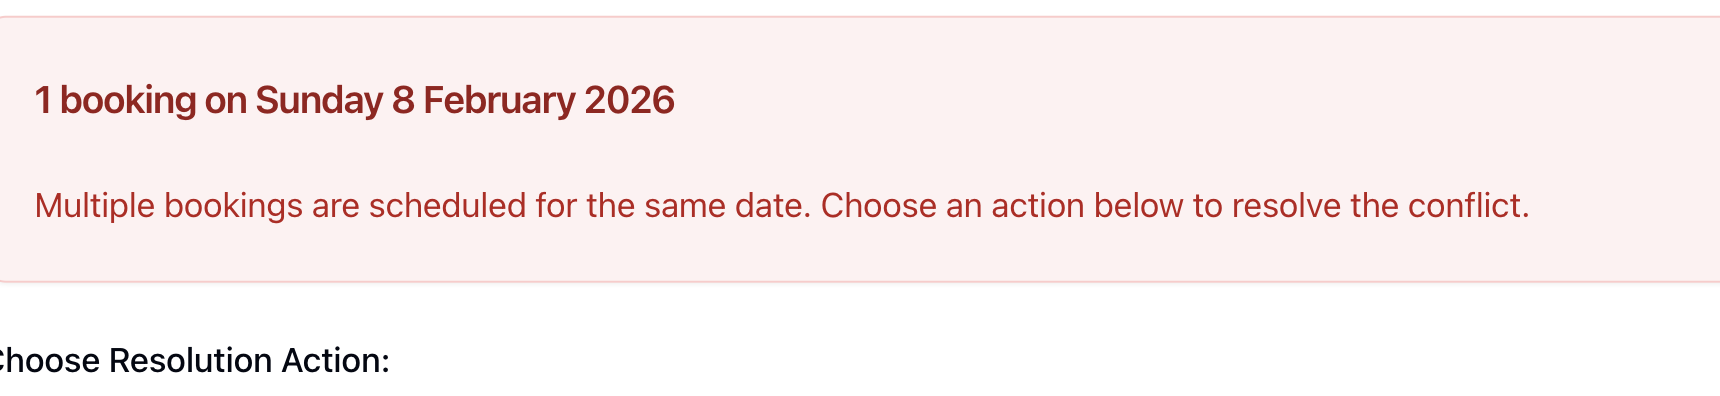 1 booking on Sunday 8 February 2026
Multiple bookings are scheduled for the same date. Choose an action below to resolve the conflict.
Choose Resolution Action: